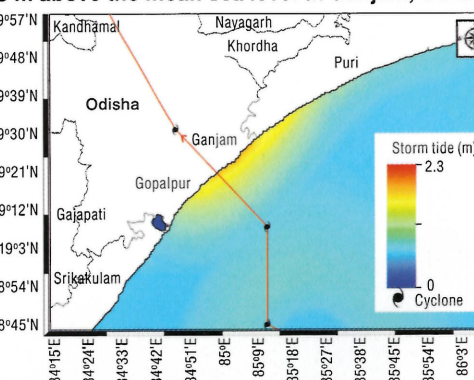 9°57'N
9°48'N
9°39'N
9°30'N
9°21'N
9°12'N
19°3'N
8°54'N
8°45'N
Kandhamal
Nayagarh
Khordha
Puri
Odisha
Ganjam
Gopalpur
Gajapati
Srikakulam
Storm tide (m)
2.3
0
Cyclone
84°15'E
84°24'E
84°33'E
84°42'E
84°51'E
85°E
85°9'E
85°18'E
85°27'E
85°38'E
85°45'E
85°54'E
86°3'E